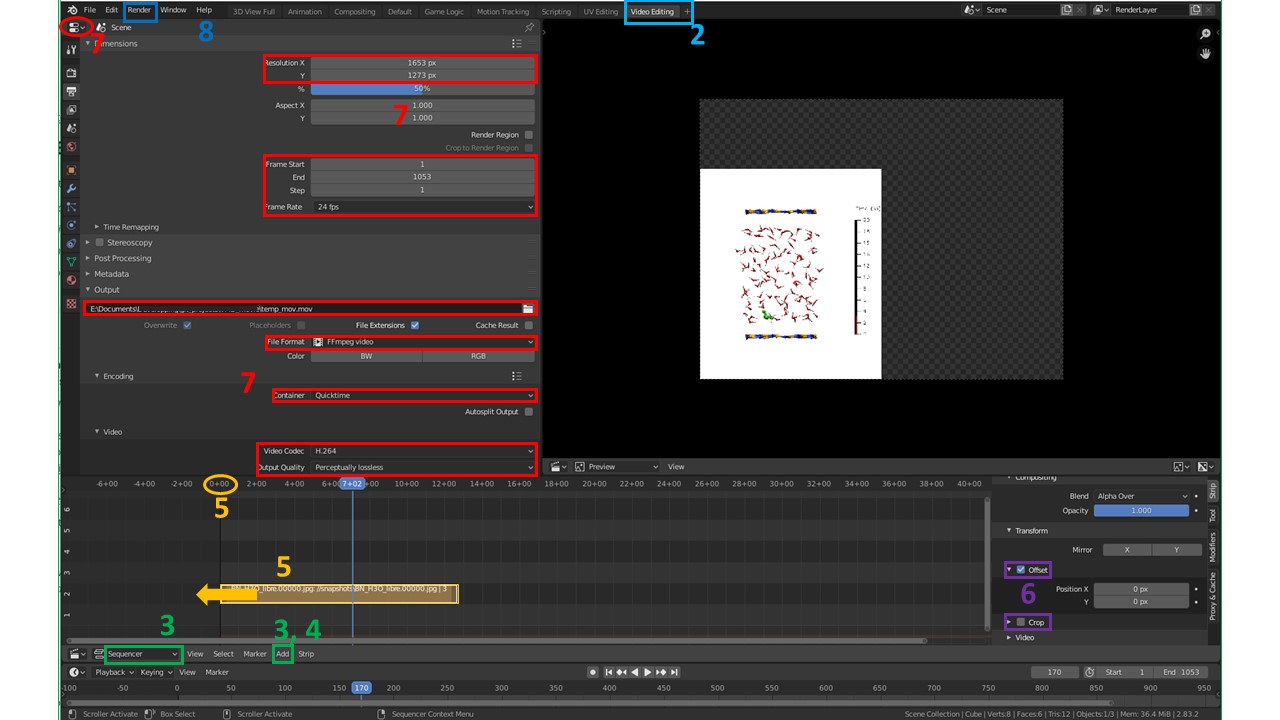 File Edit Render Window Help 3D View Full Animation Compositing Default Game Logic Motion Tracking Scripting UV Editing Video Editing + Scene RenderLayer
8
2
7
Scene
Dimensions
Resolution X 1653 px
Y 1273 px
% 50%
Aspect X 1.000
Y 1.000
7
Render Region
Crop to Render Region
Frame Start 1
End 1053
Step 1
Frame Rate 24 fps
Time Remapping
Stereoscopy
Post Processing
Metadata
Output
E:\Documents\ \temp_mov.mov
Overwrite Placeholders File Extensions Cache Result
File Format FFmpeg video
Color BW RGB
7
Encoding
Container Quicktime
Autosplit Output
Video
Video Codec H.264
Output Quality Perceptually lossless
Preview View
-6+00 -4+00 -2+00 0+00 2+00 4+00 7+02 10+00 12+00 14+00 16+00 18+00 20+00 22+00 24+00 26+00 28+00 30+00 32+00 34+00 36+00 38+00 40+00
5
6
5
4
3
2
1
5
BN_H3O_libre.00000.jpg: //snapshot\BN_H3O_libre.00000.jpg | 3
Compositing
Blend Alpha Over
Opacity 1.000
Transform
Mirror X Y
Offset
Position X 0 px
Y 0 px
6
Crop
Video
Strip
Tool
Modifiers
Proxy & Cache
3
3, 4
Sequencer View Select Marker Add Strip
Playback Keying View Marker 170 Start 1 End 1053
-100 -50 0 50 100 170 200 250 300 350 400 450 500 550 600 650 700 750 800 850 900 950
Scroller Activate Box Select Scroller Activate Sequencer Context Menu Scene Collection | Cube | Verts:8 | Faces:6 | Tris:12 | Objects:1/3 | Mem: 36.4 MiB | 2.83.2